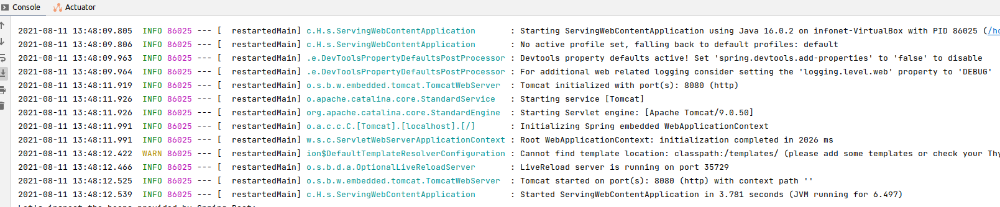 Console Actuator
2021-08-11 13:48:09.805 INFO 86025 --- [ restartedMain] c.H.s.ServingWebContentApplication : Starting ServingWebContentApplication using Java 16.0.2 on infonet-VirtualBox with PID 86025 (/ho
2021-08-11 13:48:09.806 INFO 86025 --- [ restartedMain] c.H.s.ServingWebContentApplication : No active profile set, falling back to default profiles: default
2021-08-11 13:48:09.963 INFO 86025 --- [ restartedMain] .e.DevToolsPropertyDefaultsPostProcessor : Devtools property defaults active! Set 'spring.devtools.add-properties' to 'false' to disable
2021-08-11 13:48:09.964 INFO 86025 --- [ restartedMain] .e.DevToolsPropertyDefaultsPostProcessor : For additional web related logging consider setting the 'logging.level.web' property to 'DEBUG'
2021-08-11 13:48:11.919 INFO 86025 --- [ restartedMain] o.s.b.w.embedded.tomcat.TomcatWebServer : Tomcat initialized with port(s): 8080 (http)
2021-08-11 13:48:11.926 INFO 86025 --- [ restartedMain] o.apache.catalina.core.StandardService : Starting service [Tomcat]
2021-08-11 13:48:11.926 INFO 86025 --- [ restartedMain] org.apache.catalina.core.StandardEngine : Starting Servlet engine: [Apache Tomcat/9.0.50]
2021-08-11 13:48:11.991 INFO 86025 --- [ restartedMain] o.a.c.c.C.[Tomcat].[localhost].[/] : Initializing Spring embedded WebApplicationContext
2021-08-11 13:48:11.991 INFO 86025 --- [ restartedMain] w.s.c.ServletWebServerApplicationContext : Root WebApplicationContext: initialization completed in 2026 ms
2021-08-11 13:48:12.422 WARN 86025 --- [ restartedMain] ion$DefaultTemplateResolverConfiguration : Cannot find template location: classpath:/templates/ (please add some templates or check your Thy
2021-08-11 13:48:12.466 INFO 86025 --- [ restartedMain] o.s.b.d.a.OptionalLiveReloadServer : LiveReload server is running on port 35729
2021-08-11 13:48:12.525 INFO 86025 --- [ restartedMain] o.s.b.w.embedded.tomcat.TomcatWebServer : Tomcat started on port(s): 8080 (http) with context path ''
2021-08-11 13:48:12.539 INFO 86025 --- [ restartedMain] c.H.s.ServingWebContentApplication : Started ServingWebContentApplication in 3.781 seconds (JVM running for 6.497)
Let's inspect the beans provided by Spring Boot: